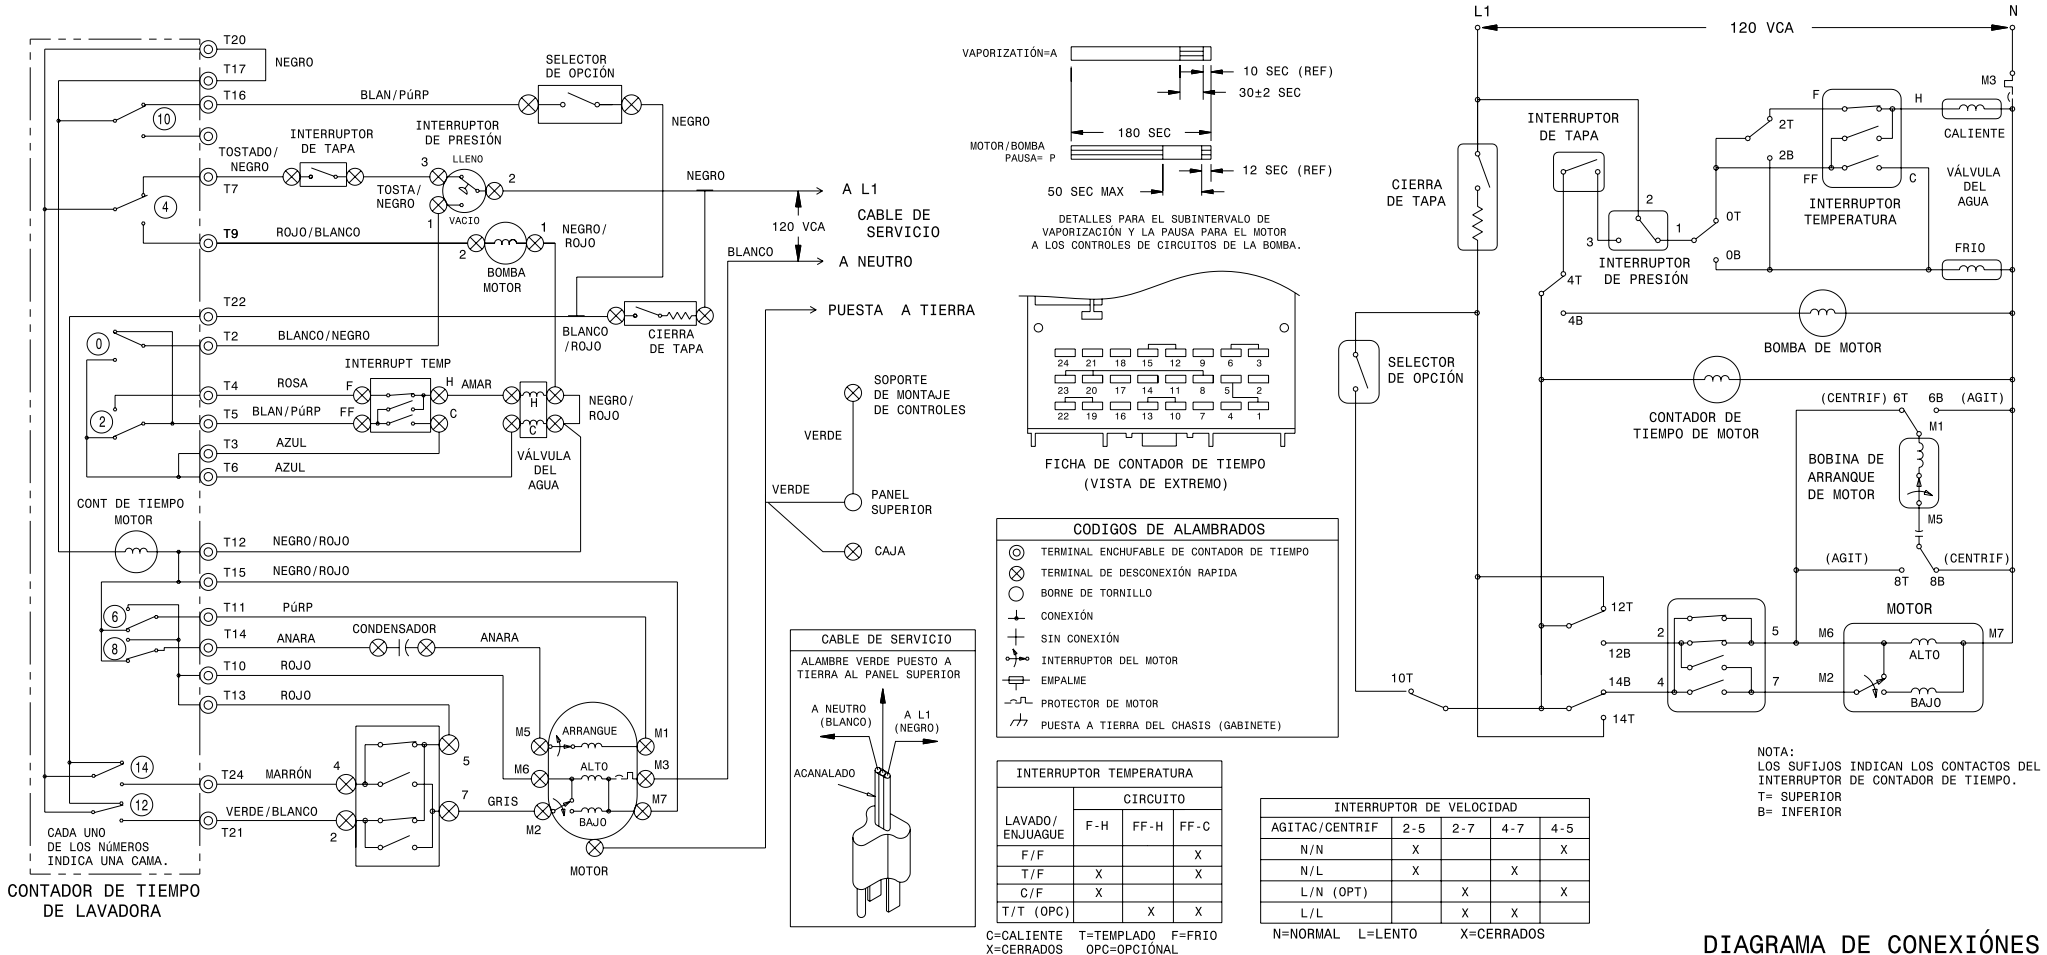 T20
NEGRO
T17
T16
BLAN/PúRP
SELECTOR
DE OPCIÓN
NEGRO
10
TOSTADO/
NEGRO
T7
INTERRUPTOR
DE TAPA
INTERRUPTOR
DE PRESIÓN
3
LLENO
2
TOSTA/
NEGRO
1
VACIO
NEGRO
4
T9
ROJO/BLANCO
2
1
BOMBA
MOTOR
NEGRO/
ROJO
A L1
120 VCA
CABLE DE
SERVICIO
BLANCO
A NEUTRO
PUESTA A TIERRA
T22
T2
BLANCO/NEGRO
0
BLANCO
/ROJO
CIERRA
DE TAPA
INTERRUPT TEMP
T4
ROSA
F
H
AMAR
T5
BLAN/PúRP
FF
C
H
C
NEGRO/
ROJO
2
T3
AZUL
T6
AZUL
VÁLVULA
DEL
AGUA
CONT DE TIEMPO
MOTOR
T12
NEGRO/ROJO
T15
NEGRO/ROJO
6
T11
PúRP
8
T14
ANARA
CONDENSADOR
ANARA
T10
ROJO
T13
ROJO
14
T24
MARRÓN
4
5
12
T21
VERDE/BLANCO
2
7
GRIS
M5
ARRANGUE
M1
M6
ALTO
M3
M2
BAJO
M7
MOTOR
CADA UNO
DE LOS NúMEROS
INDICA UNA CAMA.
CONTADOR DE TIEMPO
DE LAVADORA
SOPORTE
DE MONTAJE
DE CONTROLES
VERDE
VERDE
PANEL
SUPERIOR
CAJA
CABLE DE SERVICIO
ALAMBRE VERDE PUESTO A
TIERRA AL PANEL SUPERIOR
A NEUTRO
(BLANCO)
A L1
(NEGRO)
ACANALADO
VAPORIZATIÓN=A
10 SEC (REF)
30±2 SEC
180 SEC
MOTOR/BOMBA
PAUSA= P
12 SEC (REF)
50 SEC MAX
DETALLES PARA EL SUBINTERVALO DE
VAPORIZACIÓN Y LA PAUSA PARA EL MOTOR
A LOS CONTROLES DE CIRCUITOS DE LA BOMBA.
24 21 18 15 12 9 6 3
23 20 17 14 11 8 5 2
22 19 16 13 10 7 4 1
FICHA DE CONTADOR DE TIEMPO
(VISTA DE EXTREMO)
CODIGOS DE ALAMBRADOS
TERMINAL ENCHUFABLE DE CONTADOR DE TIEMPO
TERMINAL DE DESCONEXIÓN RAPIDA
BORNE DE TORNILLO
CONEXIÓN
SIN CONEXIÓN
INTERRUPTOR DEL MOTOR
EMPALME
PROTECTOR DE MOTOR
PUESTA A TIERRA DEL CHASIS (GABINETE)
INTERRUPTOR TEMPERATURA
CIRCUITO
LAVADO/
ENJUAGUE
F-H FF-H FF-C
F/F X
T/F X X
C/F X
T/T (OPC) X X
C=CALIENTE T=TEMPLADO F=FRIO
X=CERRADOS OPC=OPCIÓNAL
INTERRUPTOR DE VELOCIDAD
AGITAC/CENTRIF 2-5 2-7 4-7 4-5
N/N X X
N/L X X
L/N (OPT) X X
L/L X X
N=NORMAL L=LENTO X=CERRADOS
L1
120 VCA
N
M3
INTERRUPTOR
DE TAPA
CIERRA
DE TAPA
2T
2B
F
H
FF
C
INTERRUPTOR
TEMPERATURA
CALIENTE
VÁLVULA
DEL
AGUA
FRIO
2
3
1
INTERRUPTOR
DE PRESIÓN
0T
0B
4T
4B
BOMBA DE MOTOR
SELECTOR
DE OPCIÓN
CONTADOR DE
TIEMPO DE MOTOR
(CENTRIF) 6T
6B (AGIT)
M1
BOBINA DE
ARRANQUE
DE MOTOR
M5
(AGIT)
(CENTRIF)
8T
8B
MOTOR
12T
12B
2
5
M6
M7
ALTO
10T
14B
4
7
M2
BAJO
14T
NOTA:
LOS SUFIJOS INDICAN LOS CONTACTOS DEL
INTERRUPTOR DE CONTADOR DE TIEMPO.
T= SUPERIOR
B= INFERIOR
DIAGRAMA DE CONEXIÓNES